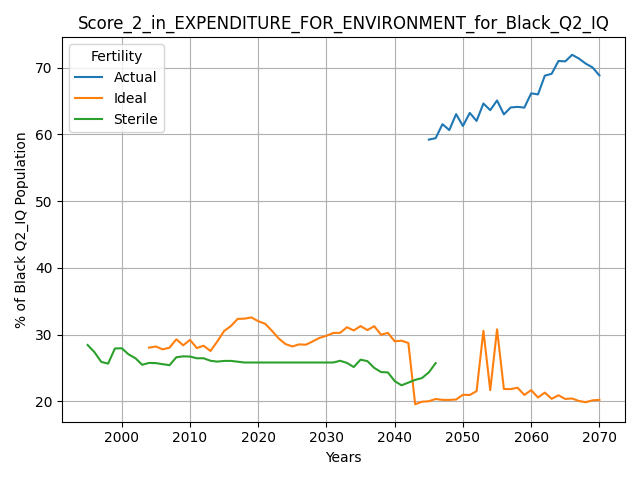 Score_2_in_EXPENDITURE_FOR_ENVIRONMENT_for_Black_Q2_IQ
Fertility
Actual
Ideal
Sterile
% of Black Q2_IQ Population
70
60
50
40
30
20
2000 2010 2020 2030 2040 2050 2060 2070
Years